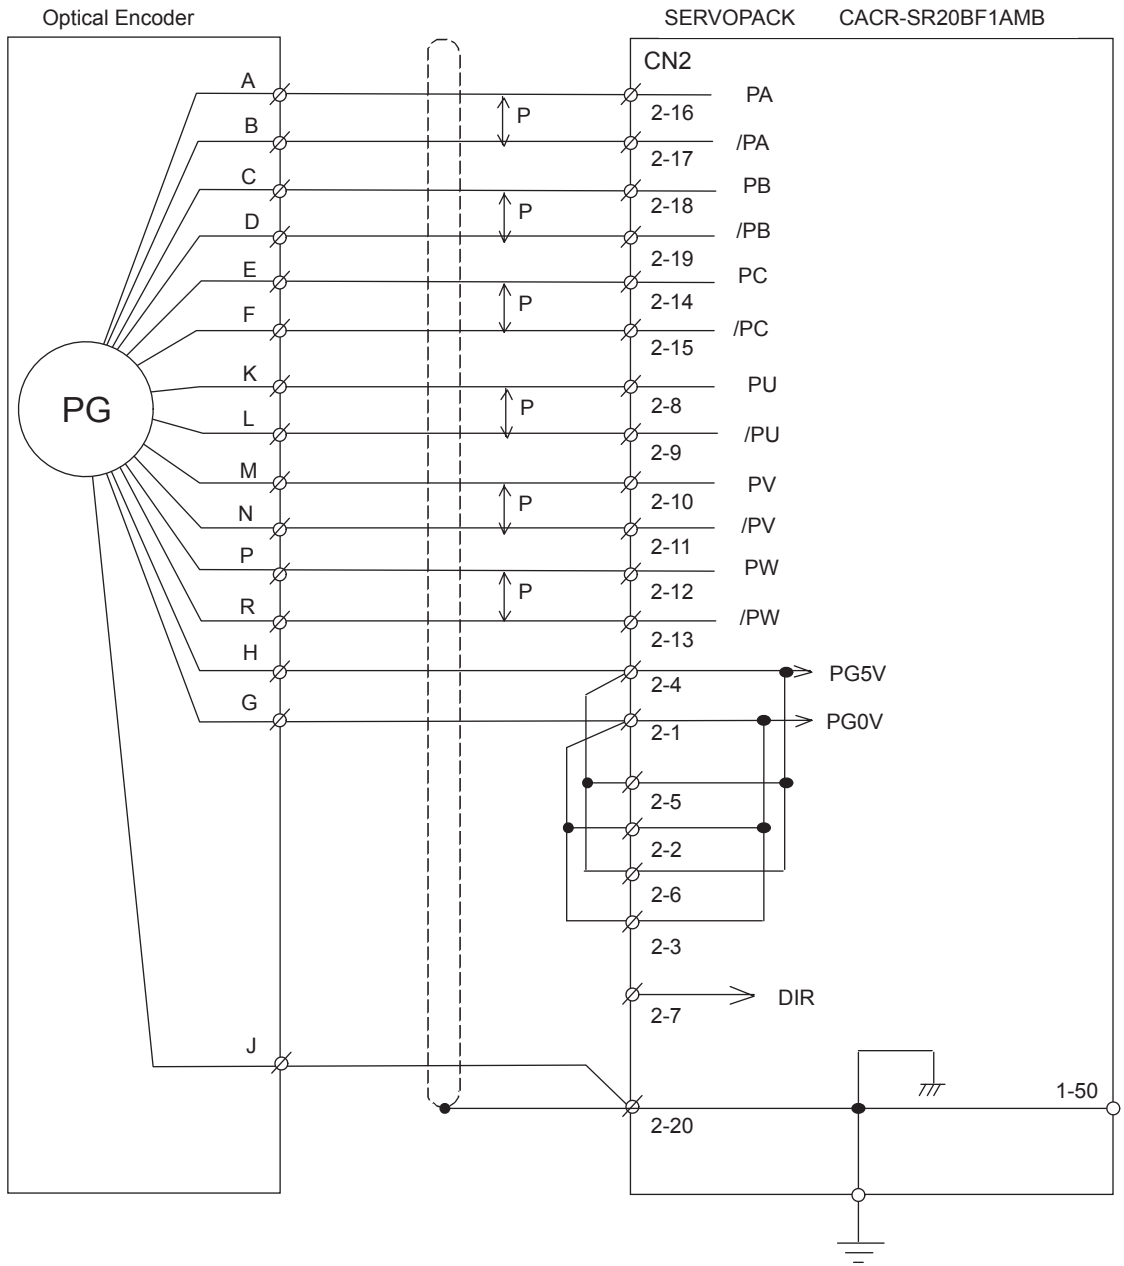 Optical Encoder
SERVOPACK CACR-SR20BF1AMB
CN2
A
PA
2-16
P
B
/PA
2-17
C
PB
2-18
P
D
/PB
2-19
E
PC
2-14
P
F
/PC
2-15
K
PU
2-8
P
PG
L
/PU
2-9
M
PV
2-10
P
N
/PV
2-11
P
PW
2-12
P
R
/PW
2-13
H
PG5V
2-4
G
PG0V
2-1
2-5
2-2
2-6
2-3
DIR
2-7
J
1-50
2-20